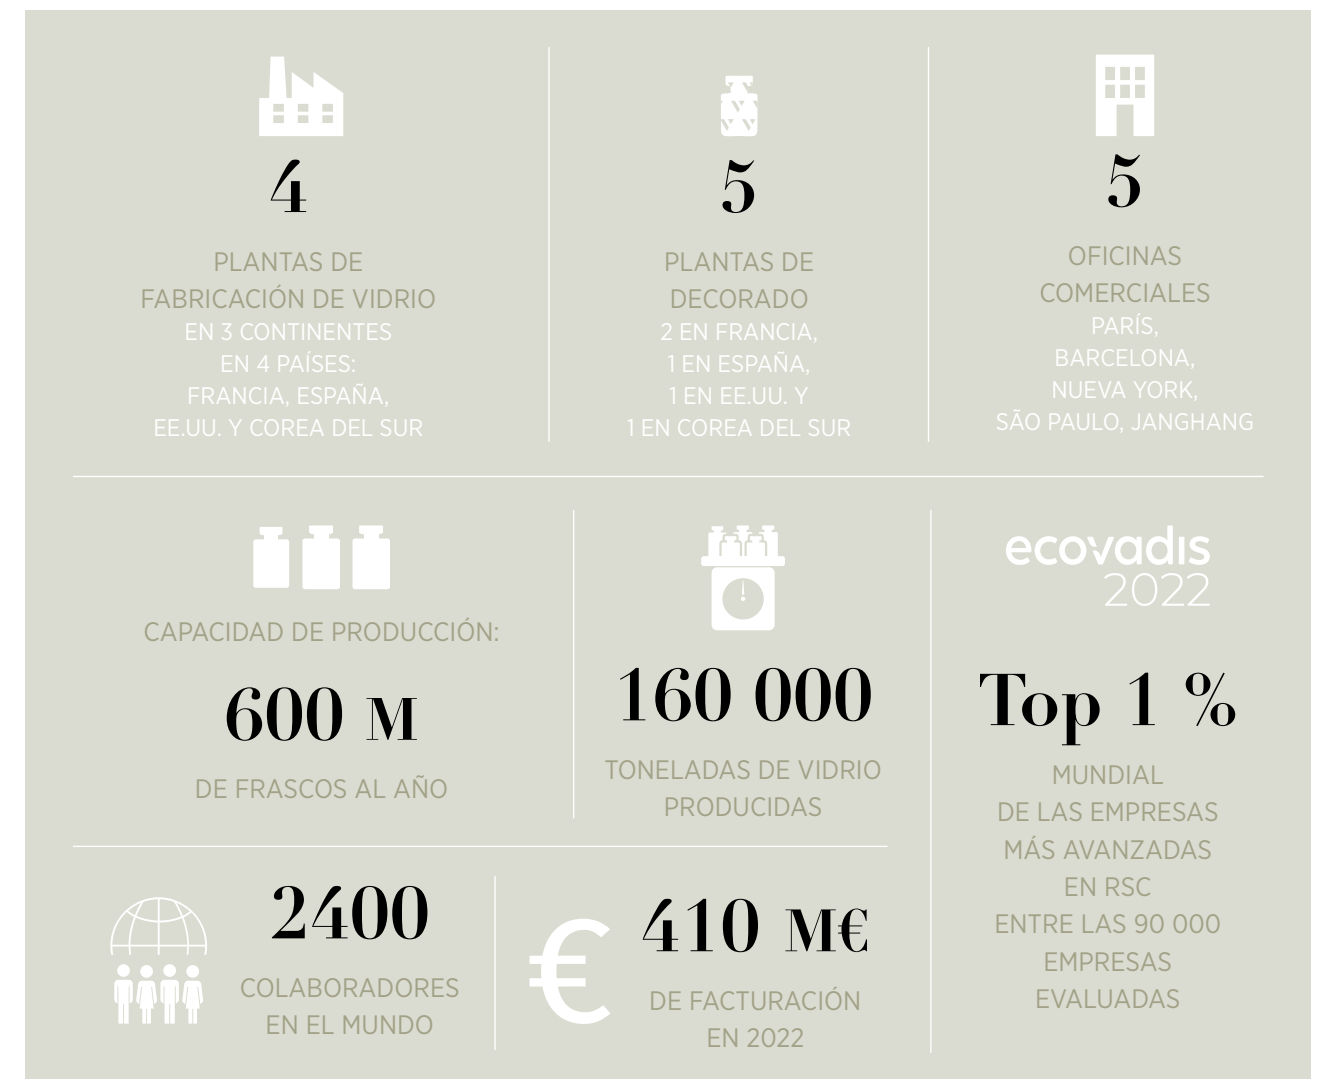 4
PLANTAS DE
FABRICACIÓN DE VIDRIO
EN 3 CONTINENTES
EN 4 PAÍSES:
FRANCIA, ESPAÑA,
EE.UU. Y COREA DEL SUR
5
PLANTAS DE
DECORADO
2 EN FRANCIA,
1 EN ESPAÑA,
1 EN EE.UU. Y
1 EN COREA DEL SUR
5
OFICINAS
COMERCIALES
PARÍS,
BARCELONA,
NUEVA YORK,
SÃO PAULO, JANGHANG
CAPACIDAD DE PRODUCCIÓN:
600 M
DE FRASCOS AL AÑO
160 000
TONELADAS DE VIDRIO
PRODUCIDAS
ecovadis
2022
Top 1 %
MUNDIAL
DE LAS EMPRESAS
MÁS AVANZADAS
EN RSC
ENTRE LAS 90 000
EMPRESAS
EVALUADAS
2400
COLABORADORES
EN EL MUNDO
€
410 M€
DE FACTURACIÓN
EN 2022